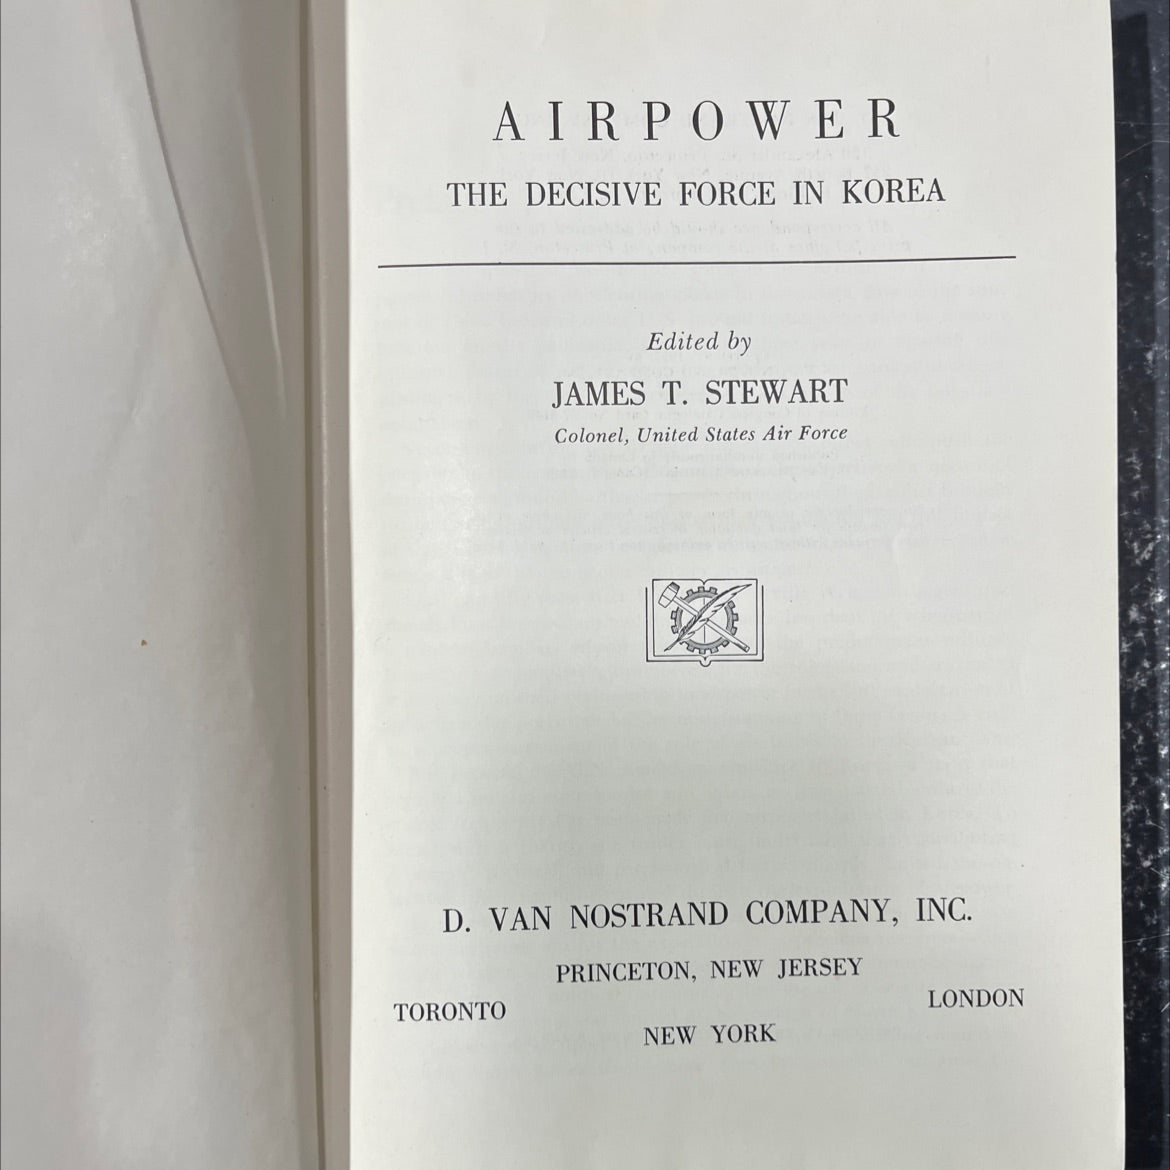 AIRPOWER
THE DECISIVE FORCE IN KOREA
Edited by
JAMES T. STEWART
Colonel, United States Air Force
D. VAN NOSTRAND COMPANY, INC.
PRINCETON, NEW JERSEY
TORONTO LONDON
NEW YORK